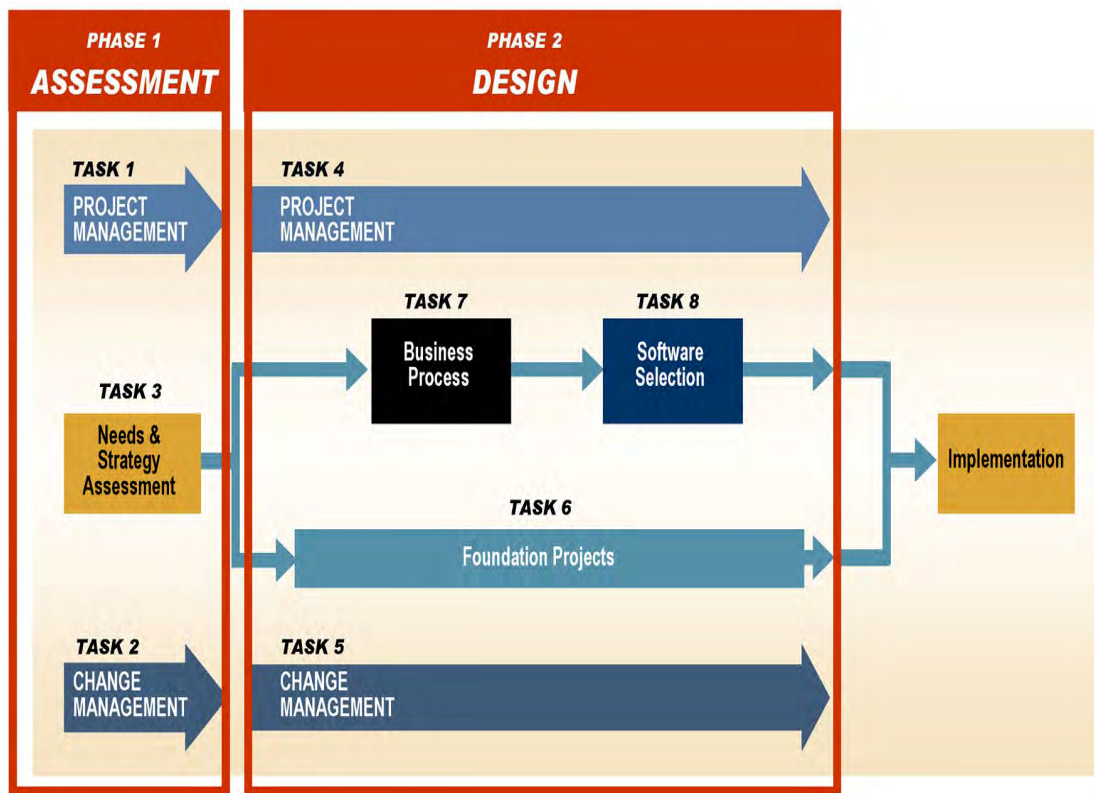 PHASE 1
ASSESSMENT
PHASE 2
DESIGN
TASK 1
PROJECT
MANAGEMENT
TASK 4
PROJECT
MANAGEMENT
TASK 7
Business
Process
TASK 8
Software
Selection
TASK 3
Needs &
Strategy
Assessment
Implementation
TASK 6
Foundation Projects
TASK 2
CHANGE
MANAGEMENT
TASK 5
CHANGE
MANAGEMENT